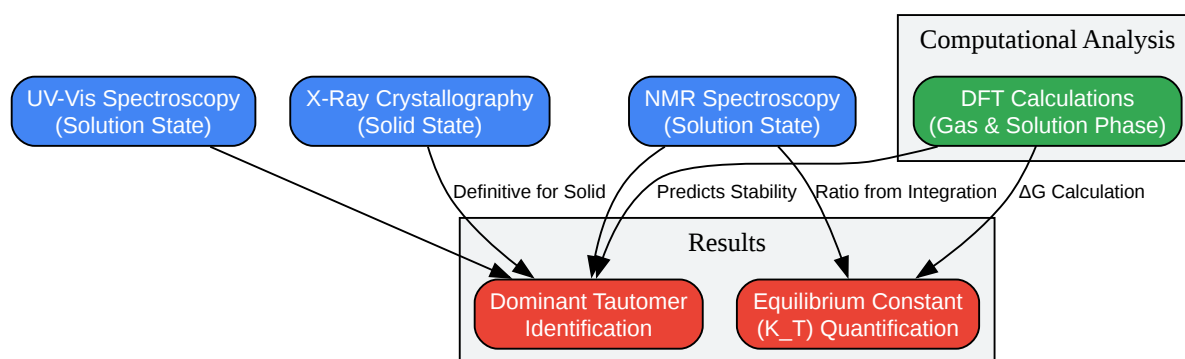 Computational Analysis
UV-Vis Spectroscopy
(Solution State)
X-Ray Crystallography
(Solid State)
NMR Spectroscopy
(Solution State)
DFT Calculations
(Gas & Solution Phase)
Definitive for Solid
Predicts Stability
Ratio from Integration
ΔG Calculation
Results
Dominant Tautomer
Identification
Equilibrium Constant
(K_T) Quantification